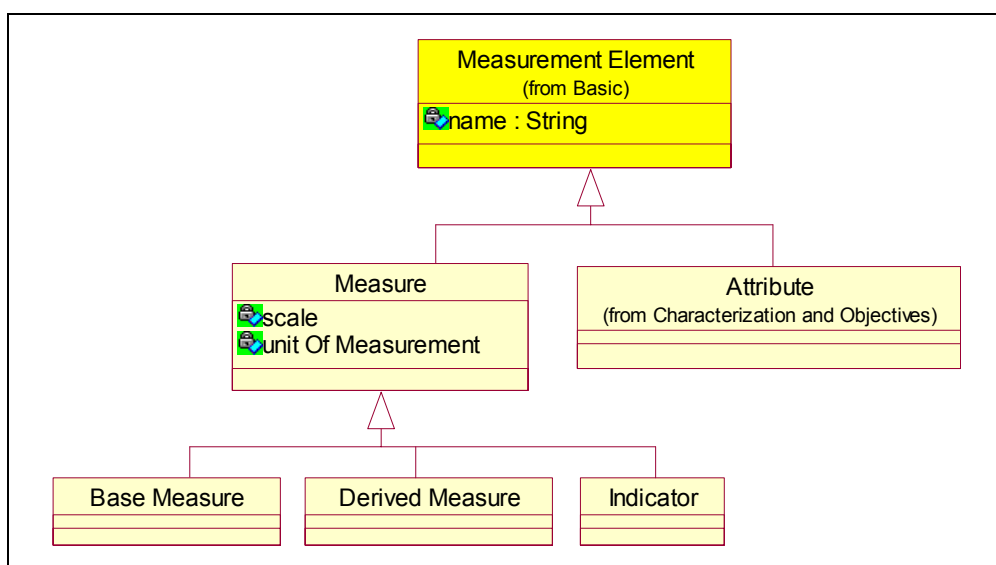 Measurement Element
(from Basic)
name : String
Measure
scale
unit Of Measurement
Attribute
(from Characterization and Objectives)
Base Measure
Derived Measure
Indicator